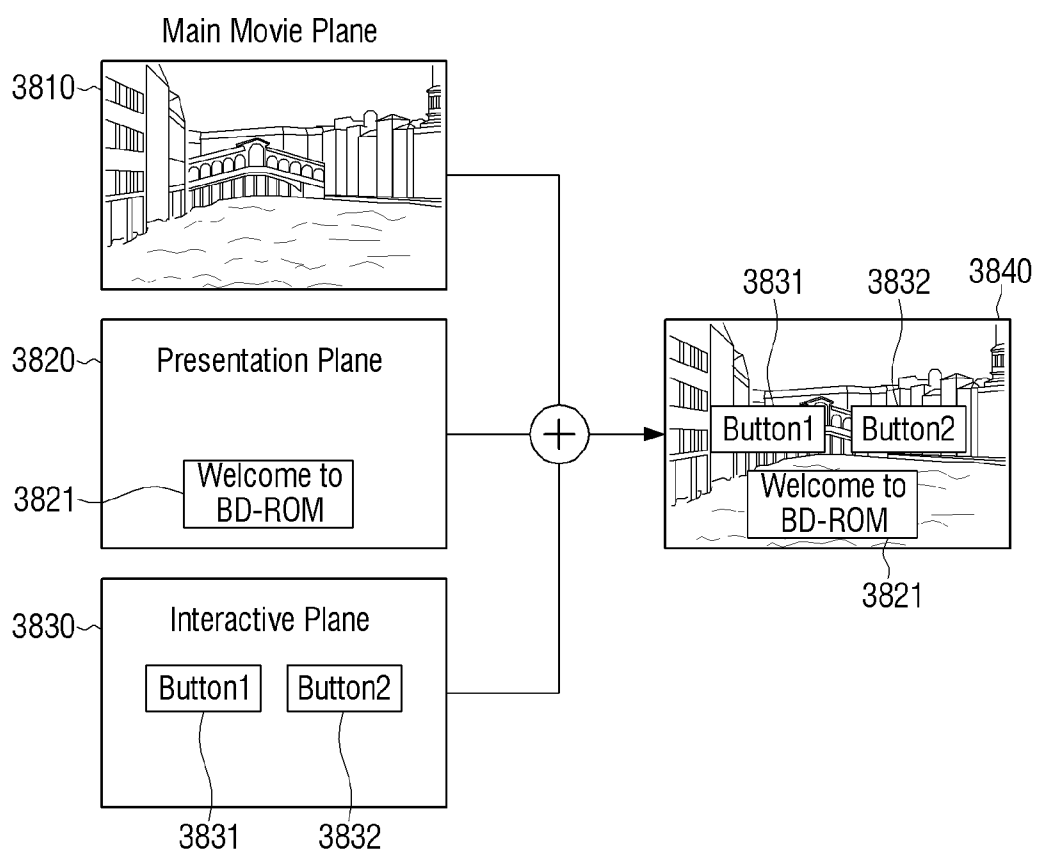 Main Movie Plane
3810
3820
Presentation Plane
3821
Welcome to
BD-ROM
3830
Interactive Plane
Button1
Button2
3831
3832
3831
3832
3840
Button1
Button2
Welcome to
BD-ROM
3821